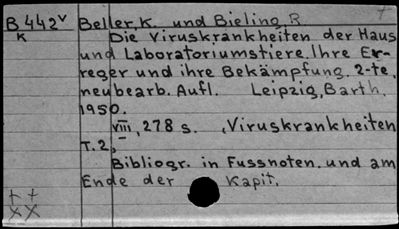 B 442v Beller, K. und Bieling R
K Die Viruskrankheiten der Haus
und Laboratoriumstiere. Ihre Er-
reger und ihre Bekämpfung. 2-te,
neubearb. Aufl. Leipzig, Barth,
1950.
VIII, 278 s. (Viruskrankheiten
T. 2,
Bibliogr. in Fussnoten. und am
Ende der Kapit.